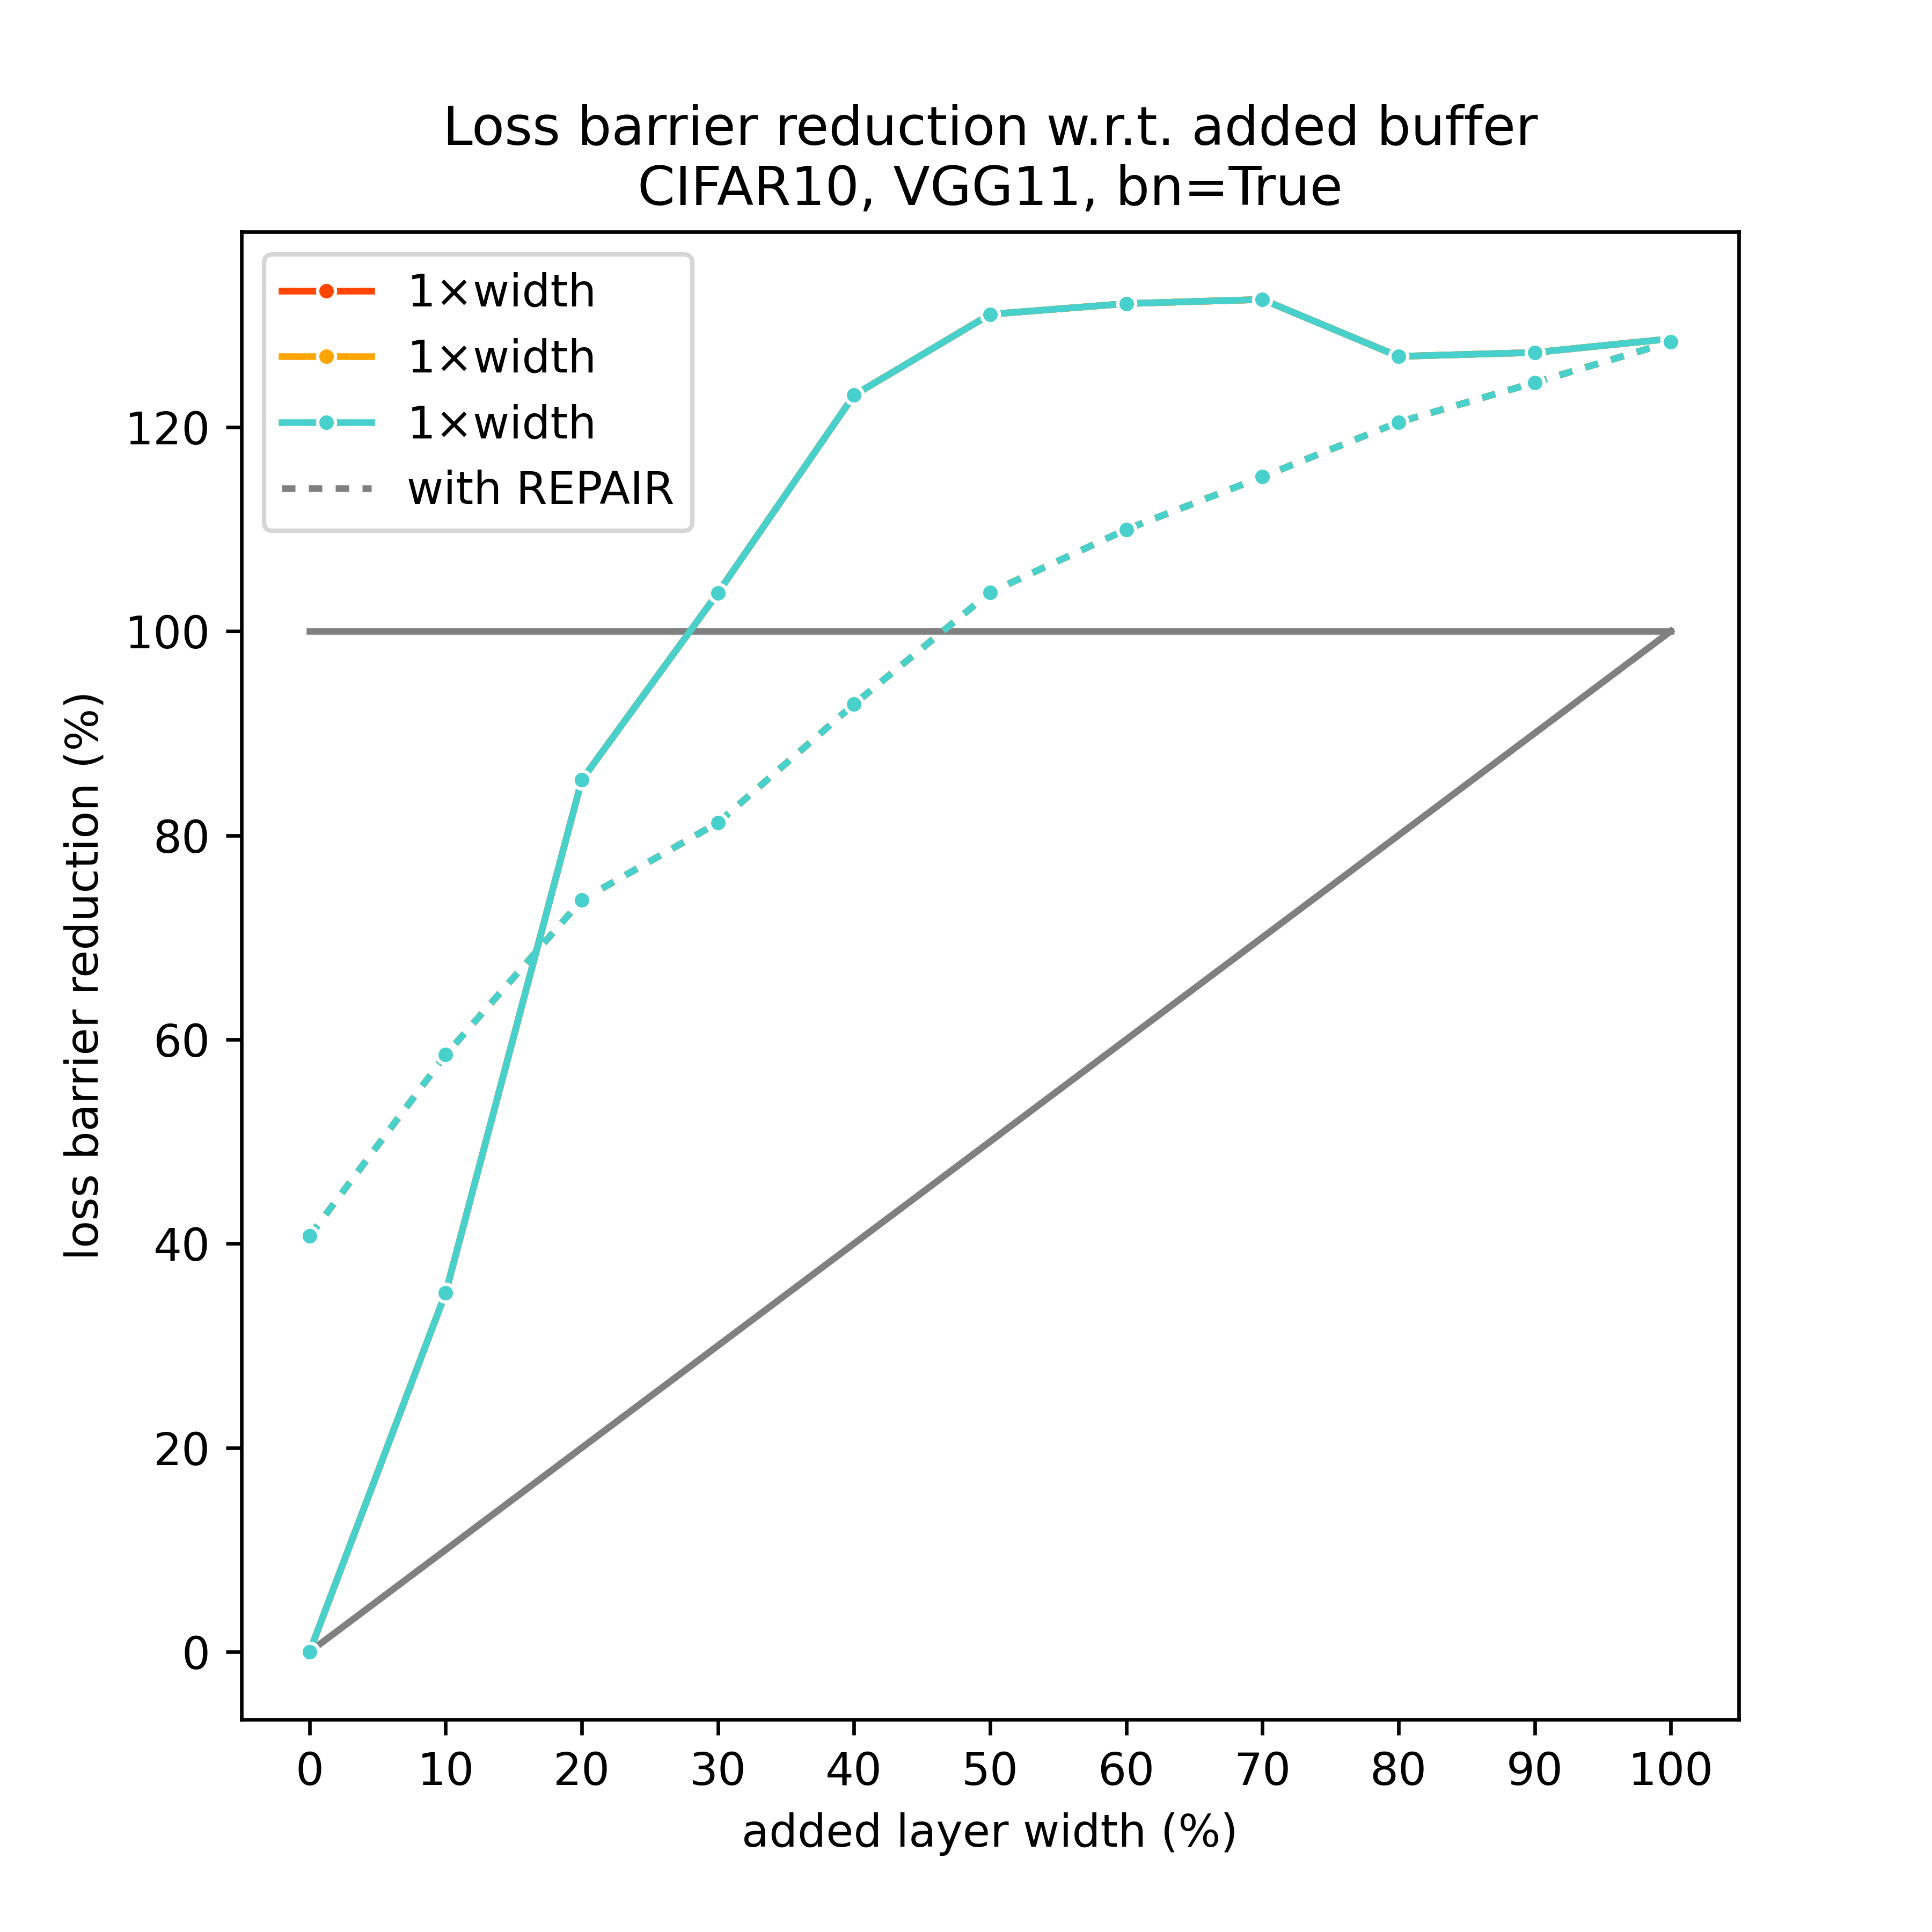 Loss barrier reduction w.r.t. added buffer
CIFAR10, VGG11, bn=True
1×width
1×width
1×width
with REPAIR
loss barrier reduction (%)
120
100
80
60
40
20
0
0 10 20 30 40 50 60 70 80 90 100
added layer width (%)